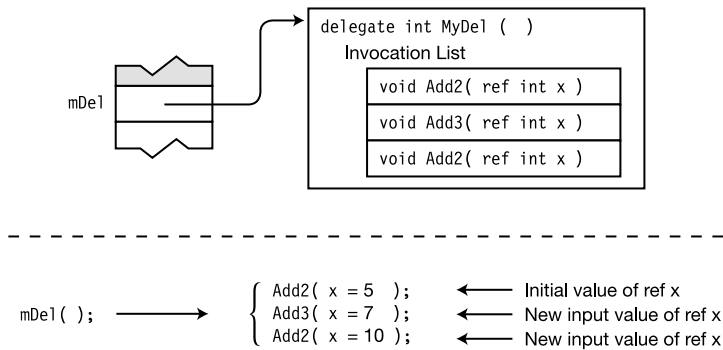 delegate int MyDel ( )
Invocation List
mDel
void Add2( ref int x )
void Add3( ref int x )
void Add2( ref int x )
mDel( );
Add2( x = 5 ); Initial value of ref x
Add3( x = 7 ); New input value of ref x
Add2( x = 10 ); New input value of ref x